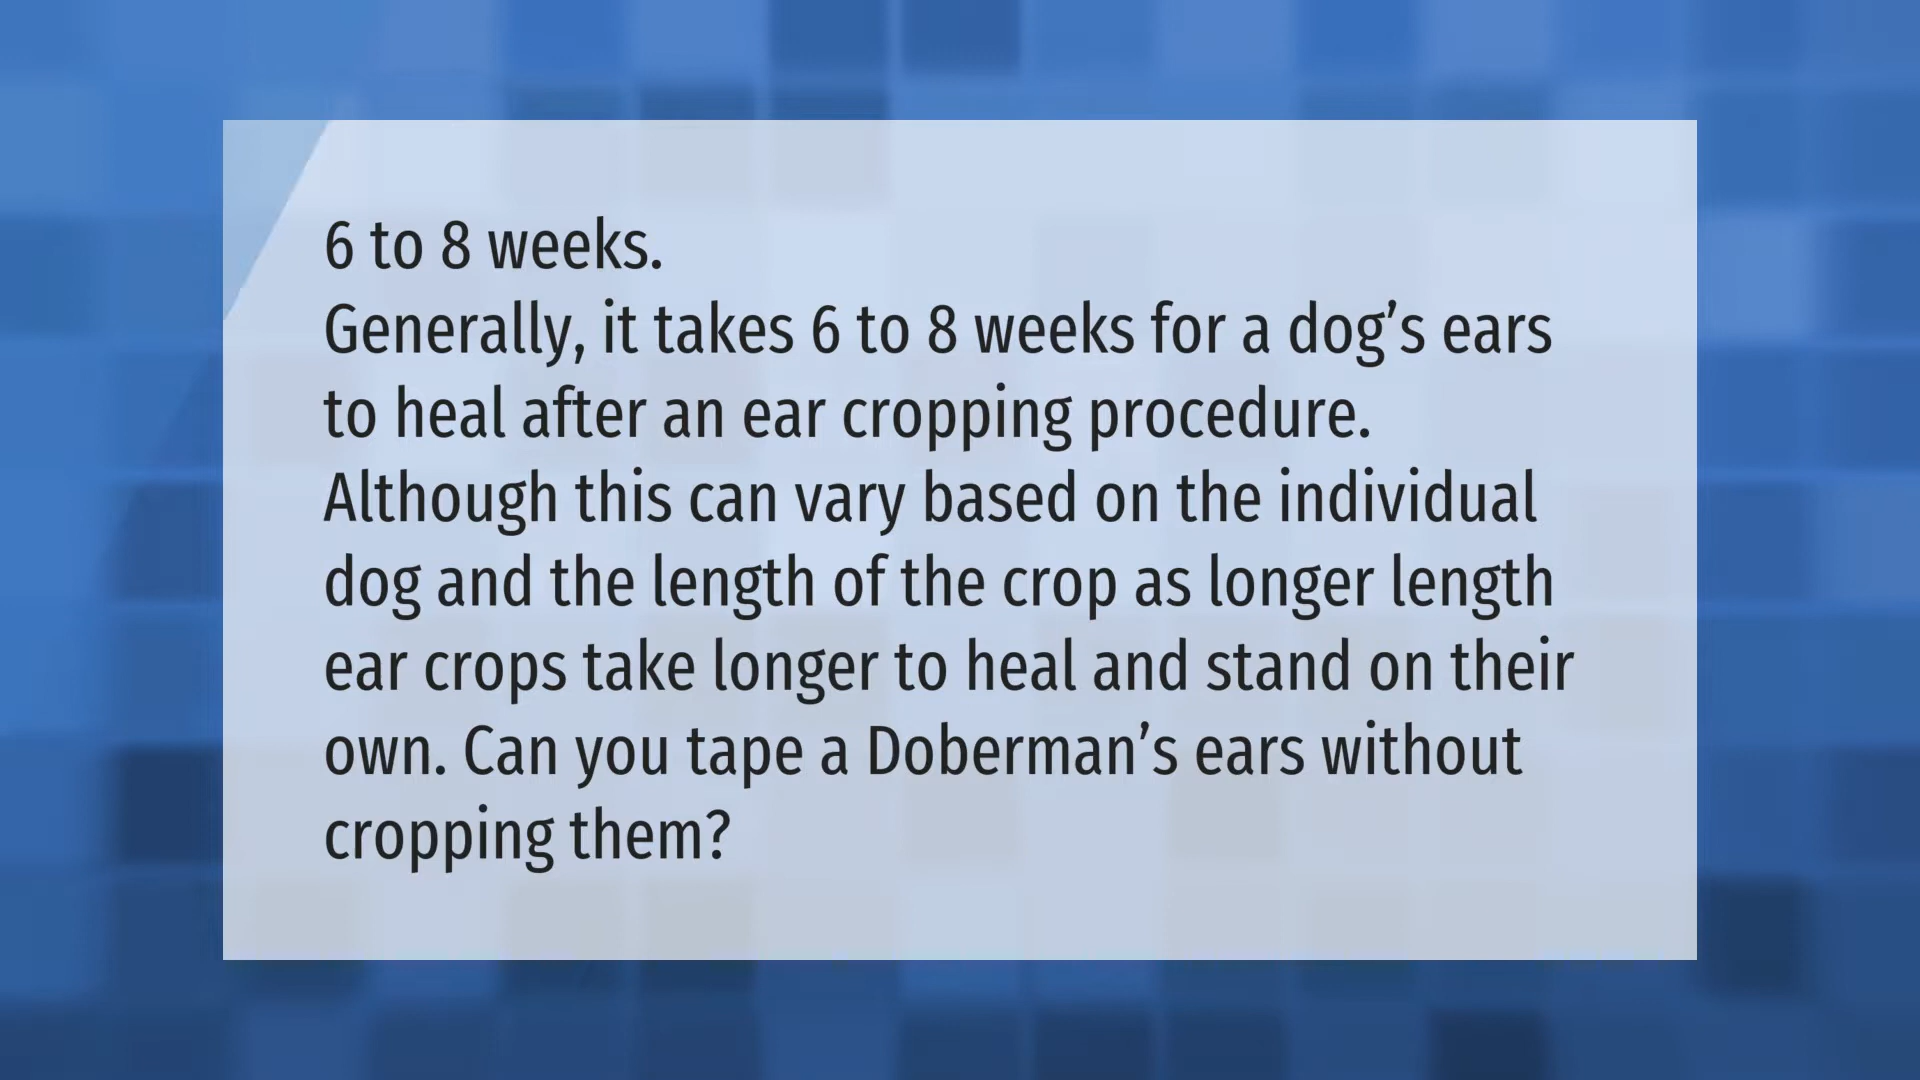 6 to 8 weeks.
Generally, it takes 6 to 8 weeks for a dog’s ears
to heal after an ear cropping procedure.
Although this can vary based on the individual
dog and the length of the crop as longer length
ear crops take longer to heal and stand on their
own. Can you tape a Doberman’s ears without
cropping them?